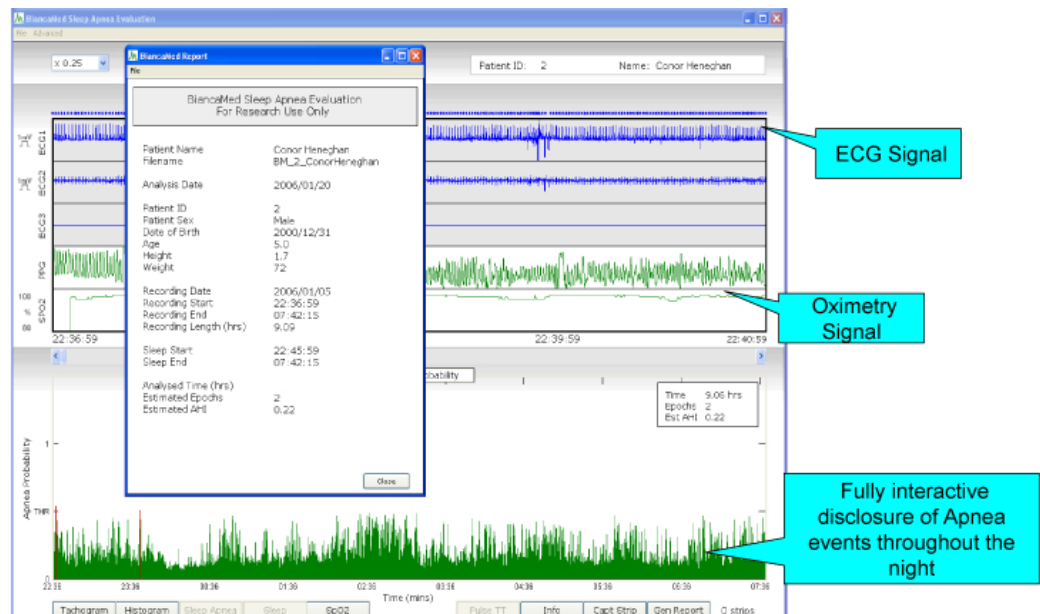 BiancaMed Sleep Apnea Evaluation
File Advanced
x 0.25
Patient ID: 2 Name: Conor Heneghan
BiancaMed Report
File
BiancaMed Sleep Apnea Evaluation
For Research Use Only
Patient Name Conor Heneghan
Filename BM_2_ConorHeneghan
Analysis Date 2006/01/20
Patient ID 2
Patient Sex Male
Date of Birth 2000/12/31
Age 5.0
Height 1.7
Weight 72
Recording Date 2006/01/05
Recording Start 22:36:59
Recording End 07:42:15
Recording Length (hrs) 9.09
Sleep Start 22:45:59
Sleep End 07:42:15
Analysed Time (hrs)
Estimated Epochs 2
Estimated AHI 0.22
Close
ECG1
ECG2
ECG3
PPG
SPO2
100
%
22:36:59 22:39:59 22:40:59
ECG Signal
Oximetry
Signal
obability
Time 9.06 hrs
Epochs 2
Est AHI 0.22
Apnea Probability
1
THR
0
22:36 23:36 00:36 01:36 02:36 03:36 04:36 05:36 06:36 07:36
Time (mins)
Tachogram Histogram Sleep Apnea Sleep SpO2 Pulse TT Info Capt Strip Gen Report 0 strips
Fully interactive
disclosure of Apnea
events throughout the
night